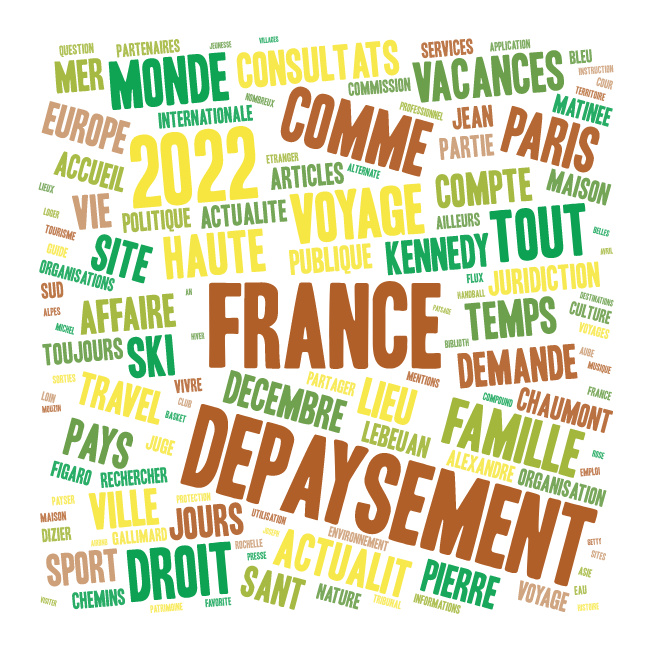 VILLAGES
QUESTION
PARTENAIRES
JEUNESSE
CONSULTATS
SERVICES
APPLICATION
BLEU
MER
MONDE
COMMISSION
VACANCES
INSTRUCTION
COUR
TERRITOIRE
MATINEE
EUROPE
INTERNATIONALE
NOMBREUX
COMME
PROFESSIONNEL
JEAN
PARIS
PARTIE
2022
ETRANGER
ARTICLES
ALTERNATE
ACCUEIL
COMPTE
MAISON
LIEUX
VIE
POLITIQUE
ACTUALITE
VOYAGE
AILLEURS
TOUT
LOUER
TOURISME
GUIDE
BELLES
SITE
HAUTE
PUBLIQUE
KENNEDY
AVRIL
ORGANISATIONS
FLUX
JURIDICTION
SUD
AN
FRANCE
HANDBALL
DESTINATIONS
ALPES
AFFAIRE
PAYSAGE
TEMPS
CULTURE
VOYAGES
MICHEL
HIVER
TOUJOURS
SKI
BIBLIOTH
DEMANDE
AUBE
MUSIQUE
SORTIES
TRAVEL
VIVRE
DECEMBRE
PARTAGER
LIEU
MENTIONS
COMPOUND
FRANCE
LOIN
MOUZON
CLUB
BASKET
CHAUMONT
PAYS
JUGE
LEBEUAN
FAMILLE
ROSE
FIGARO
RECHERCHER
DEPAYSEMENT
ALEXANDRE
ORGANISATION
EMPLOI
PAYSER
VILLE
PROTECTION
MAISON
DIZIER
GALLIMARD
JOURS
UTILISATION
JOSEPH
ENVIRONNEMENT
GETTY
SITES
SPORT
DROIT
ROCHELLE
PRESSE
ACTUALIT
PIERRE
ASIE
VISITER
CHEMINS
PATRIMOINE
FAVORITE
SANT
NATURE
TRIBUNAL
INFORMATIONS
VOYAGE
EAU
HISTOIRE